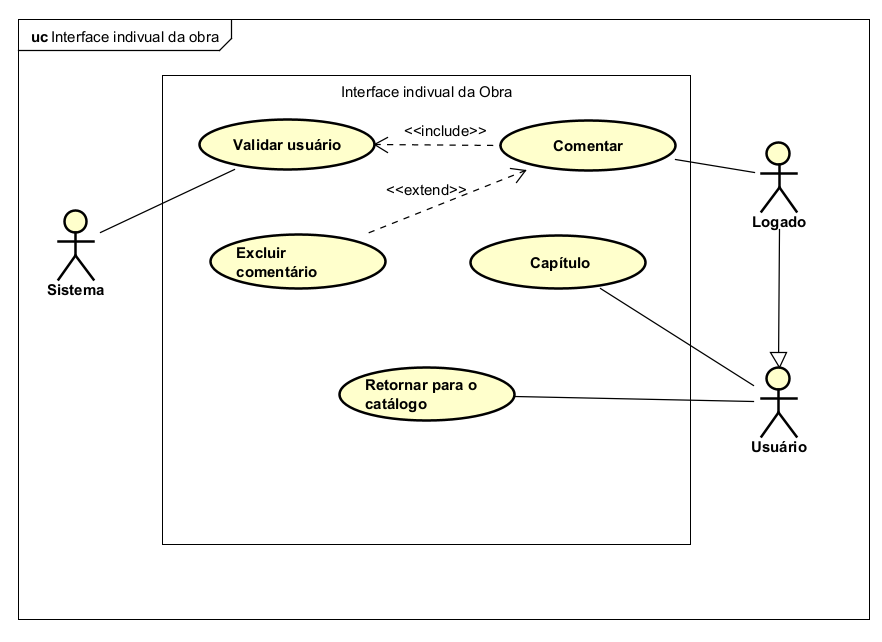 uc Interface indivual da obra
Interface indivual da Obra
Validar usuário
<<include>>
Comentar
<<extend>>
Logado
Sistema
Excluir
comentário
Capítulo
Retornar para o
catálogo
Usuário